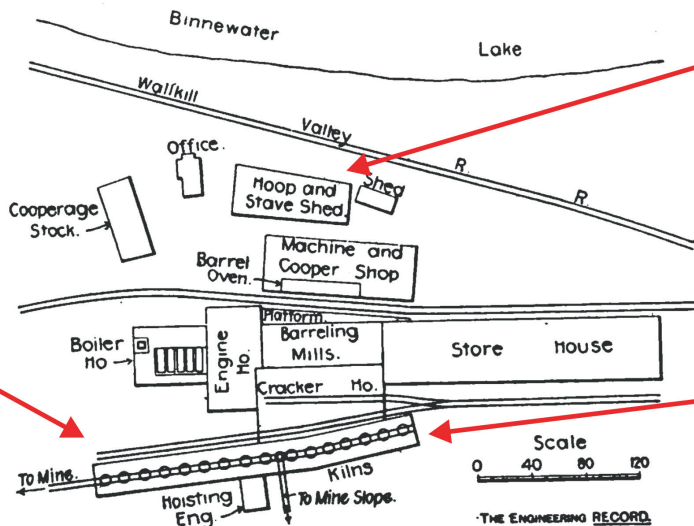 Binnewater Lake
Wallkill Valley R. R.
Office.
Hoop and
Stave Shed.
Shed
Cooperage
Stock.
Machine and
Cooper Shop
Barrel
Oven.
Platform.
Barreling
Mills.
Boiler
Ho
Engine Ho.
Store House
Cracker Ho.
Kilns
To Mine.
Hoisting
Eng.
To Mine Slope.
Scale
0 40 80 120
THE ENGINEERING RECORD.